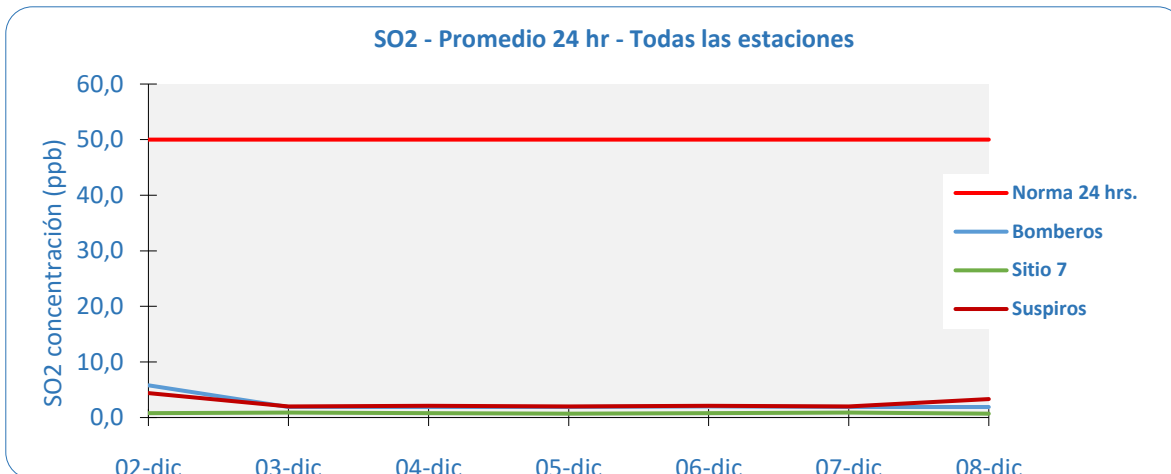 SO2 - Promedio 24 hr - Todas las estaciones
60,0
50,0
40,0
30,0
20,0
10,0
0,0
SO2 concentración (ppb)
Norma 24 hrs.
Bomberos
Sitio 7
Suspiros
02-dic 03-dic 04-dic 05-dic 06-dic 07-dic 08-dic